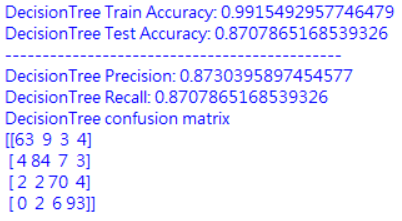 DecisionTree Train Accuracy: 0.9915492957746479
DecisionTree Test Accuracy: 0.8707865168539326
---------------------------------------------
DecisionTree Precision: 0.8730395897454577
DecisionTree Recall: 0.8707865168539326
DecisionTree confusion matrix
[[63 9 3 4]
[ 4 84 7 3]
[ 2 2 70 4]
[ 0 2 6 93]]